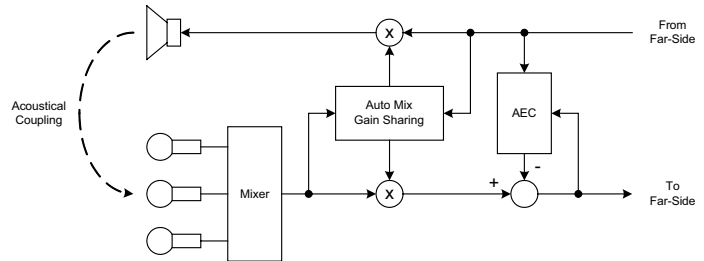 From
Far-Side
X
Acoustical
Coupling
Auto Mix
Gain Sharing
AEC
-
Mixer
X
+
To
Far-Side